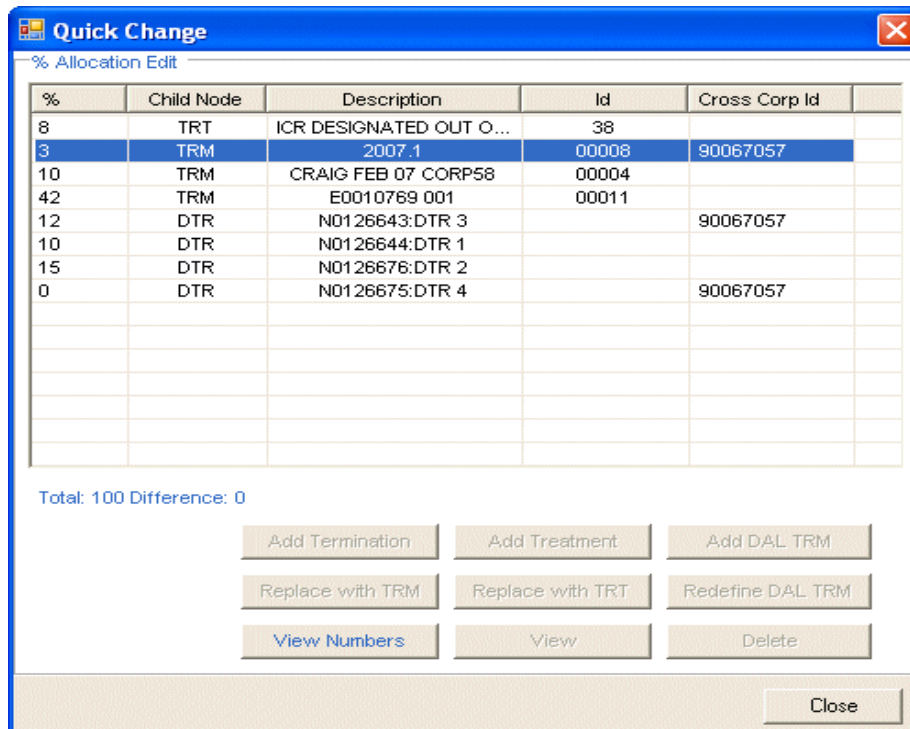 Quick Change
% Allocation Edit
% Child Node Description Id Cross Corp Id
8 TRT ICR DESIGNATED OUT O... 38
3 TRM 2007.1 00008 90067057
10 TRM CRAIG FEB 07 CORP58 00004
42 TRM E0010769 001 00011
12 DTR N0126643:DTR 3 90067057
10 DTR N0126644:DTR 1
15 DTR N0126676:DTR 2
0 DTR N0126675:DTR 4 90067057
Total: 100 Difference: 0
Add Termination Add Treatment Add DAL TRM
Replace with TRM Replace with TRT Redefine DAL TRM
View Numbers View Delete
Close